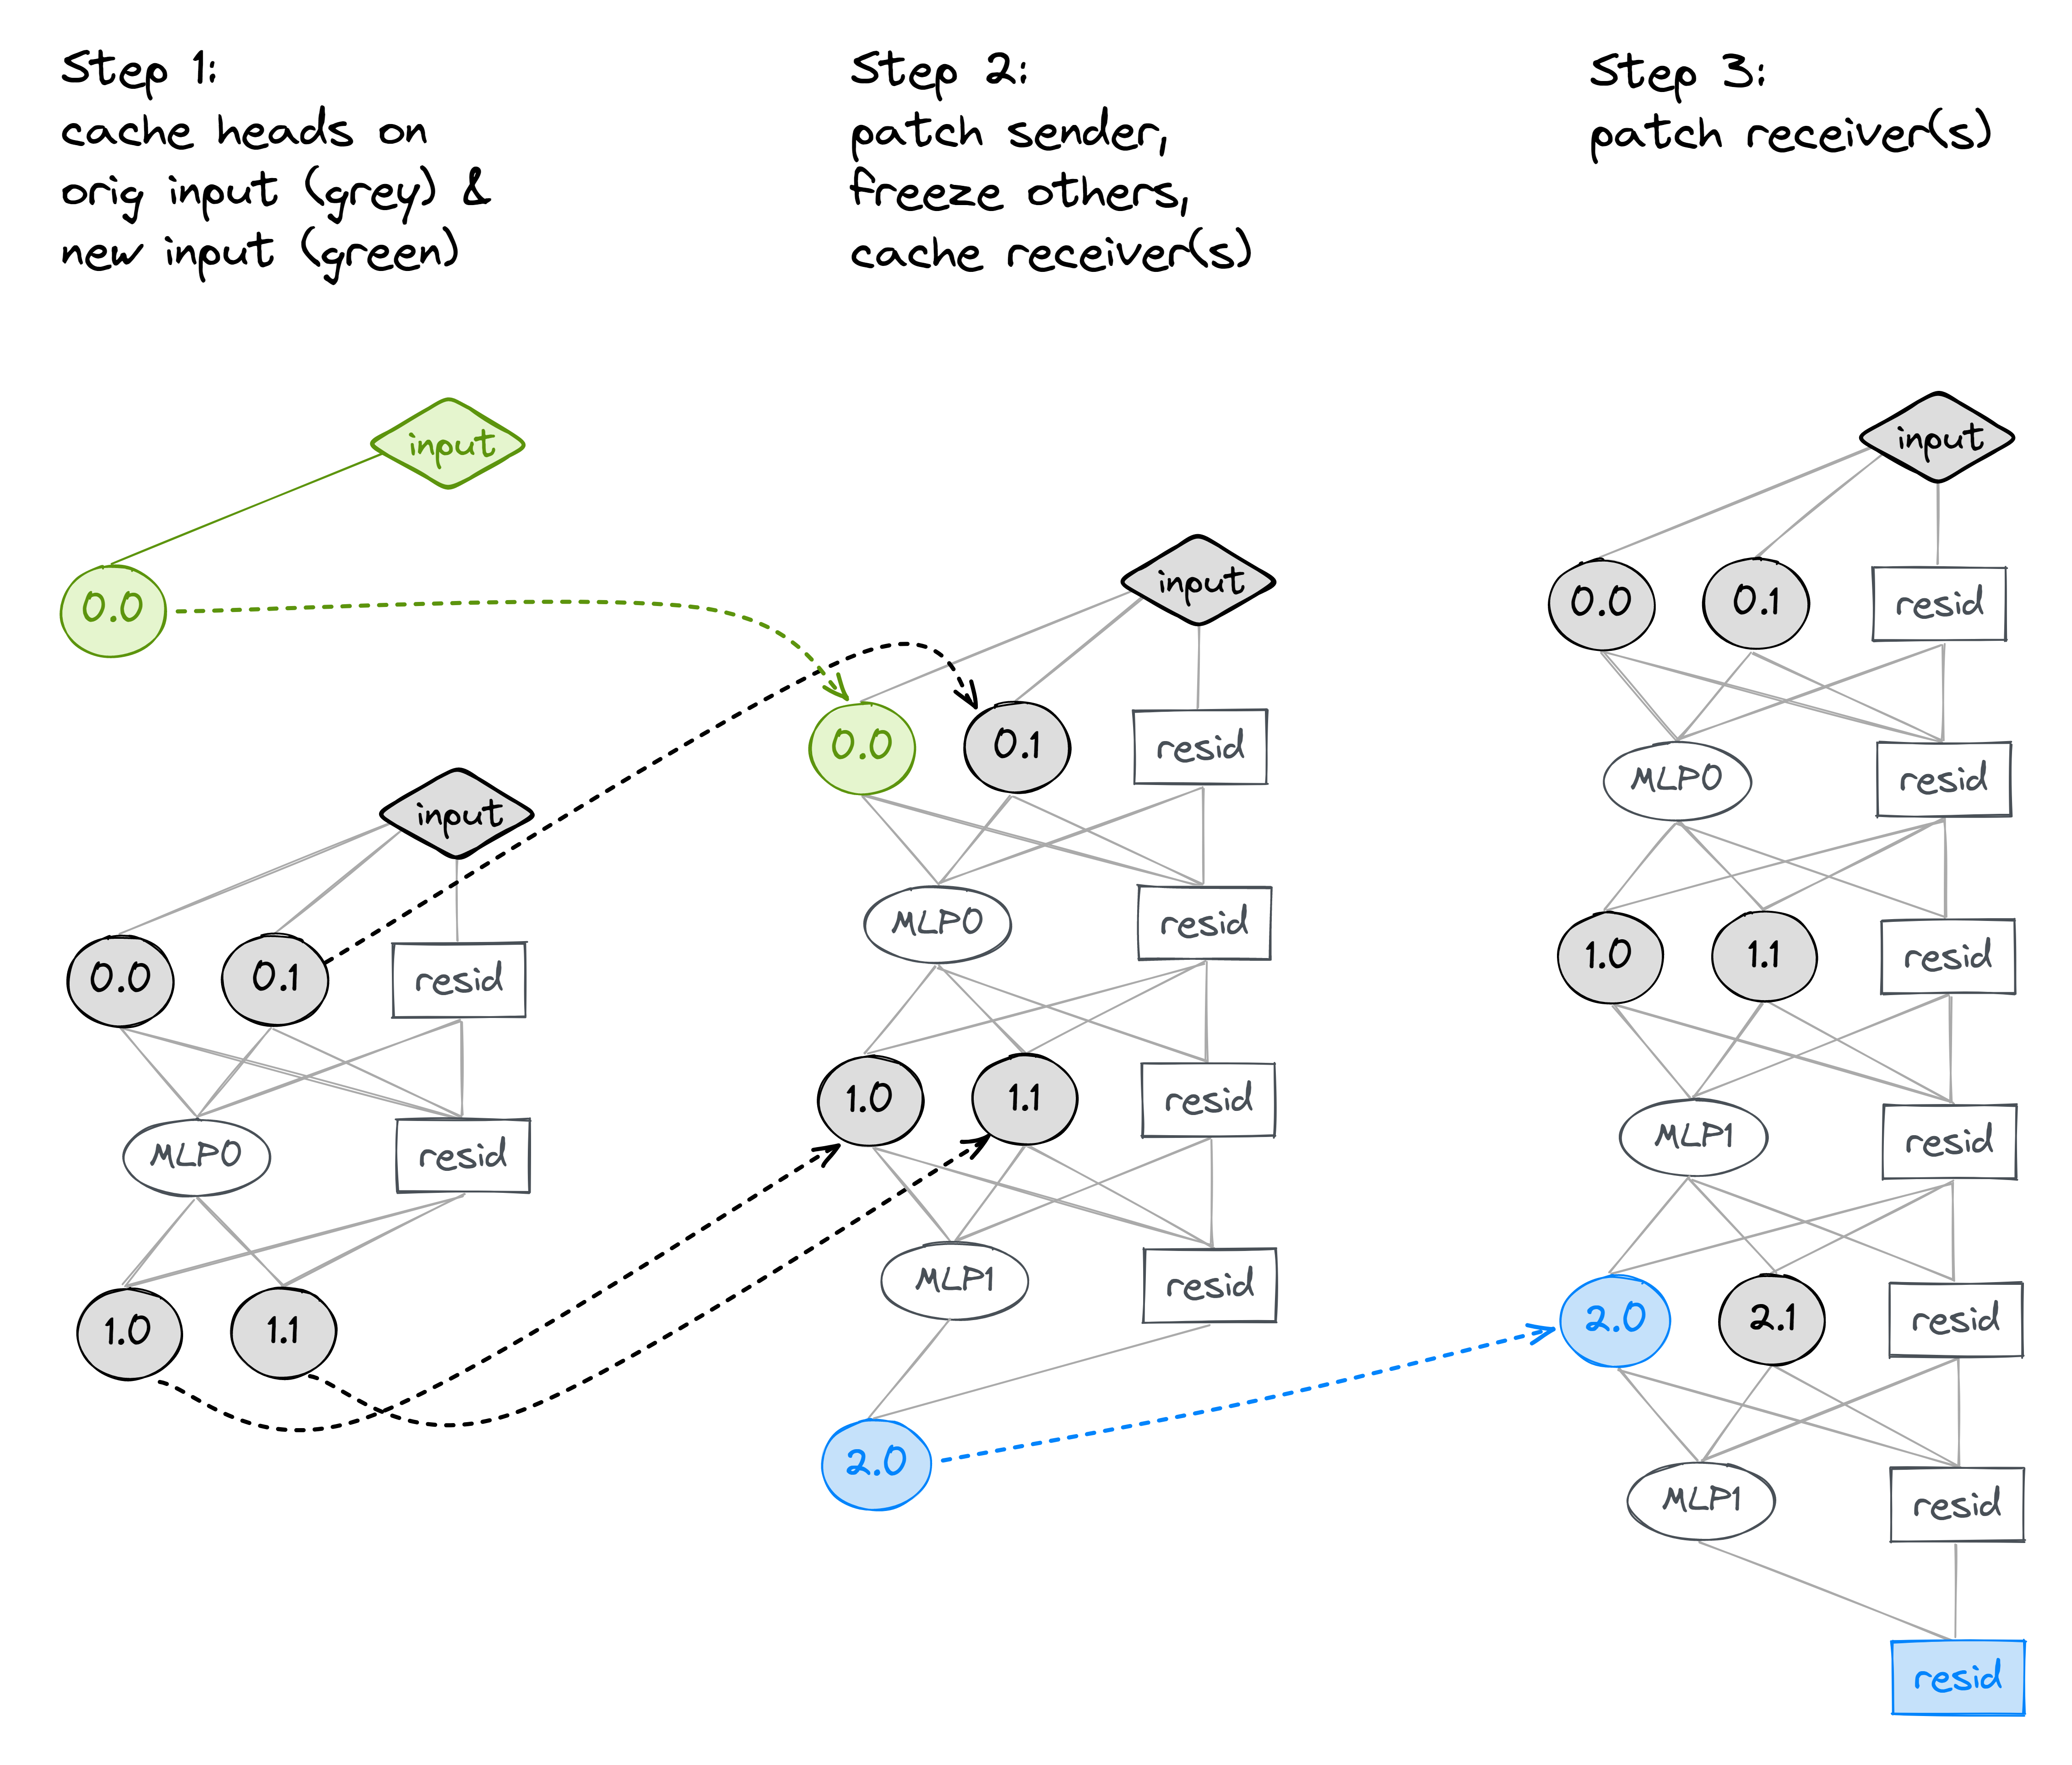 Step 1:
cache heads on
orig input (grey) &
new input (green)
input
0.0
input
0.0
0.1
resid
MLP0
resid
1.0
1.1
Step 2:
patch sender,
freeze others,
cache receiver(s)
input
0.0
0.1
resid
MLP0
resid
1.0
1.1
resid
MLP1
resid
2.0
Step 3:
patch receiver(s)
input
0.0
0.1
resid
MLP0
resid
1.0
1.1
resid
MLP1
resid
2.0
2.1
resid
MLP1
resid
resid